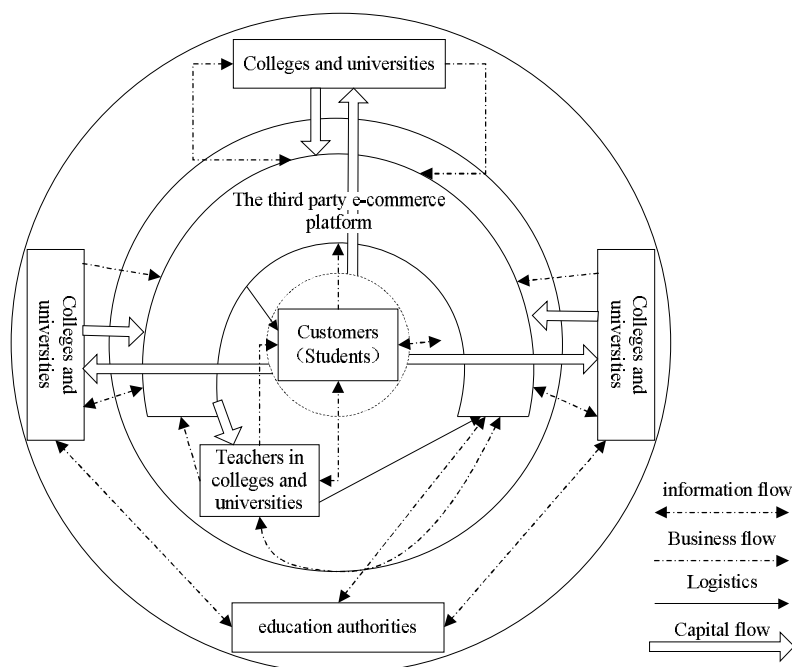 Colleges and universities
The third party e-commerce
platform
Colleges and
universities
Customers
（Students）
Colleges and
universities
Teachers in
colleges and
universities
education authorities
information flow
Business flow
Logistics
Capital flow